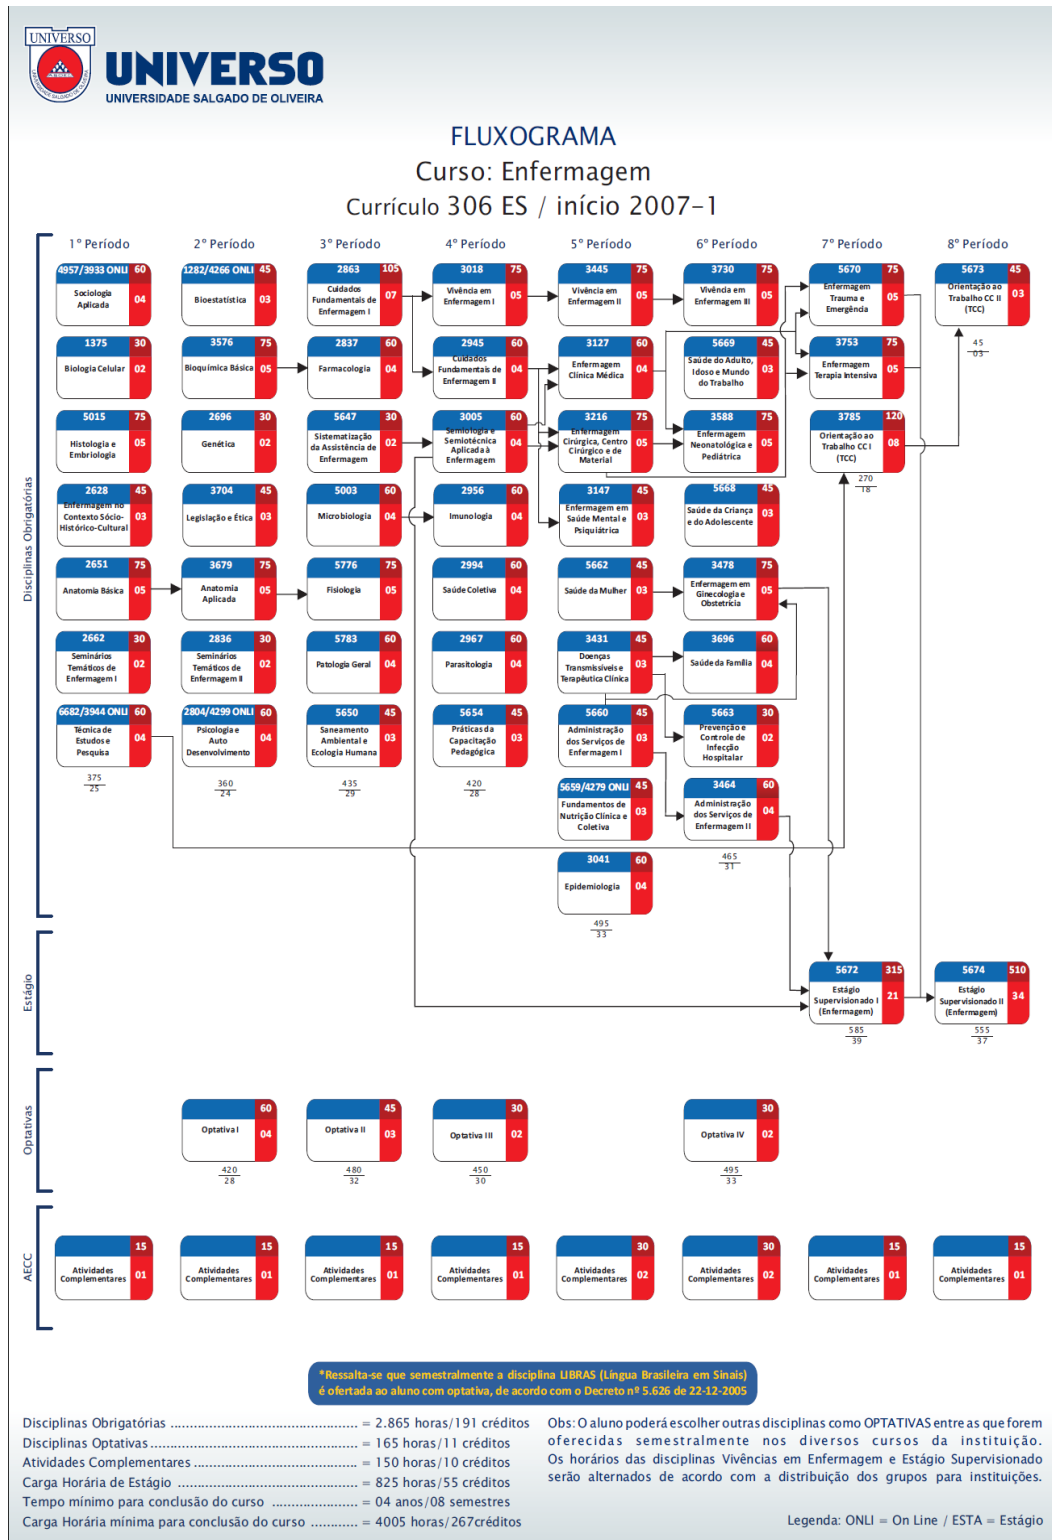 UNIVERSO
UNIVERSIDADE SALGADO DE OLIVEIRA
UNIVERSO
UNIVERSIDADE SALGADO DE OLIVEIRA
FLUXOGRAMA
Curso: Enfermagem
Currículo 306 ES / início 2007-1
1º Período 2º Período 3º Período 4º Período 5º Período 6º Período 7º Período 8º Período
Disciplinas Obrigatórias
4957/3933 ONLI 60
Sociologia
Aplicada
04
1282/4266 ONLI 45
Bioestatística
03
2863 105
Cuidados
Fundamentais de
Enfermagem I
07
3018 75
Vivência em
Enfermagem I
05
3445 75
Vivência em
Enfermagem II
05
3730 75
Vivência em
Enfermagem III
05
5670 75
Enfermagem
Trauma e
Emergência
05
5673 45
Orientação ao
Trabalho CC II
(TCC)
03
45
03
1375 30
Biologia Celular
02
3576 75
Bioquímica Básica
05
2837 60
Farmacologia
04
2945 60
Cuidados
Fundamentais de
Enfermagem II
04
3127 60
Enfermagem
Clínica Médica
04
5669 45
Saúde do Adulto,
Idoso e Mundo
do Trabalho
03
3753 75
Enfermagem
Terapia Intensiva
05
5015 75
Histologia e
Embriologia
05
2696 30
Genética
02
5647 30
Sistematização
da Assistência de
Enfermagem
02
3005 60
Semiologia e
Semiotécnica
Aplicada à
Enfermagem
04
3216 75
Enfermagem
Cirúrgica, Centro
Cirúrgico e de
Material
05
3588 75
Enfermagem
Neonatológica e
Pediátrica
05
3785 120
Orientação ao
Trabalho CC I
(TCC)
08
270
18
2628 45
Enfermagem no
Contexto Sócio-
Histórico-Cultural
03
3704 45
Legislação e Ética
03
5003 60
Microbiologia
04
2956 60
Imunologia
04
3147 45
Enfermagem em
Saúde Mental e
Psiquiátrica
03
5668 45
Saúde da Criança
e do Adolescente
03
2651 75
Anatomia Básica
05
3679 75
Anatomia
Aplicada
05
5776 75
Fisiologia
05
2994 60
Saúde Coletiva
04
5662 45
Saúde da Mulher
03
3478 75
Enfermagem em
Ginecologia e
Obstetrícia
05
2662 30
Seminários
Temáticos de
Enfermagem I
02
2836 30
Seminários
Temáticos de
Enfermagem II
02
5783 60
Patologia Geral
04
2967 60
Parasitologia
04
3431 45
Doenças
Transmissíveis e
Terapêutica Clínica
03
3696 60
Saúde da Família
04
6682/3944 ONLI 60
Técnica de
Estudos e
Pesquisa
04
2804/4299 ONLI 60
Psicologia e
Auto
Desenvolvimento
04
5650 45
Saneamento
Ambiental e
Ecologia Humana
03
5654 45
Práticas da
Capacitação
Pedagógica
03
5660 45
Administração
dos Serviços de
Enfermagem I
03
5663 30
Prevenção e
Controle de
Infecção
Hospitalar
02
375
25
360
24
435
29
420
28
5659/4279 ONLI 45
Fundamentos de
Nutrição Clínica e
Coletiva
03
3464 60
Administração
dos Serviços de
Enfermagem II
04
465
31
3041 60
Epidemiologia
04
495
33
Estágio
5672 315
Estágio
Supervisionado I
(Enfermagem)
21
585
39
5674 510
Estágio
Supervisionado II
(Enfermagem)
34
555
37
Optativas
60
Optativa I
04
420
28
45
Optativa II
03
480
32
30
Optativa III
02
450
30
30
Optativa IV
02
495
33
AECC
15
Atividades
Complementares
01
15
Atividades
Complementares
01
15
Atividades
Complementares
01
15
Atividades
Complementares
01
30
Atividades
Complementares
02
30
Atividades
Complementares
02
15
Atividades
Complementares
01
15
Atividades
Complementares
01
*Ressalta-se que semestralmente a disciplina LIBRAS (Língua Brasileira em Sinais)
é ofertada ao aluno com optativa, de acordo com o Decreto nº 5.626 de 22-12-2005
Disciplinas Obrigatórias ................................................ = 2.865 horas/191 créditos
Disciplinas Optativas ..................................................... = 165 horas/11 créditos
Atividades Complementares .......................................... = 150 horas/10 créditos
Carga Horária de Estágio ............................................... = 825 horas/55 créditos
Tempo mínimo para conclusão do curso ...................... = 04 anos/08 semestres
Carga Horária mínima para conclusão do curso ............ = 4005 horas/267créditos
Obs: O aluno poderá escolher outras disciplinas como OPTATIVAS entre as que forem
oferecidas semestralmente nos diversos cursos da instituição.
Os horários das disciplinas Vivências em Enfermagem e Estágio Supervisionado
serão alternados de acordo com a distribuição dos grupos para instituições.
Legenda: ONLI = On Line / ESTA = Estágio